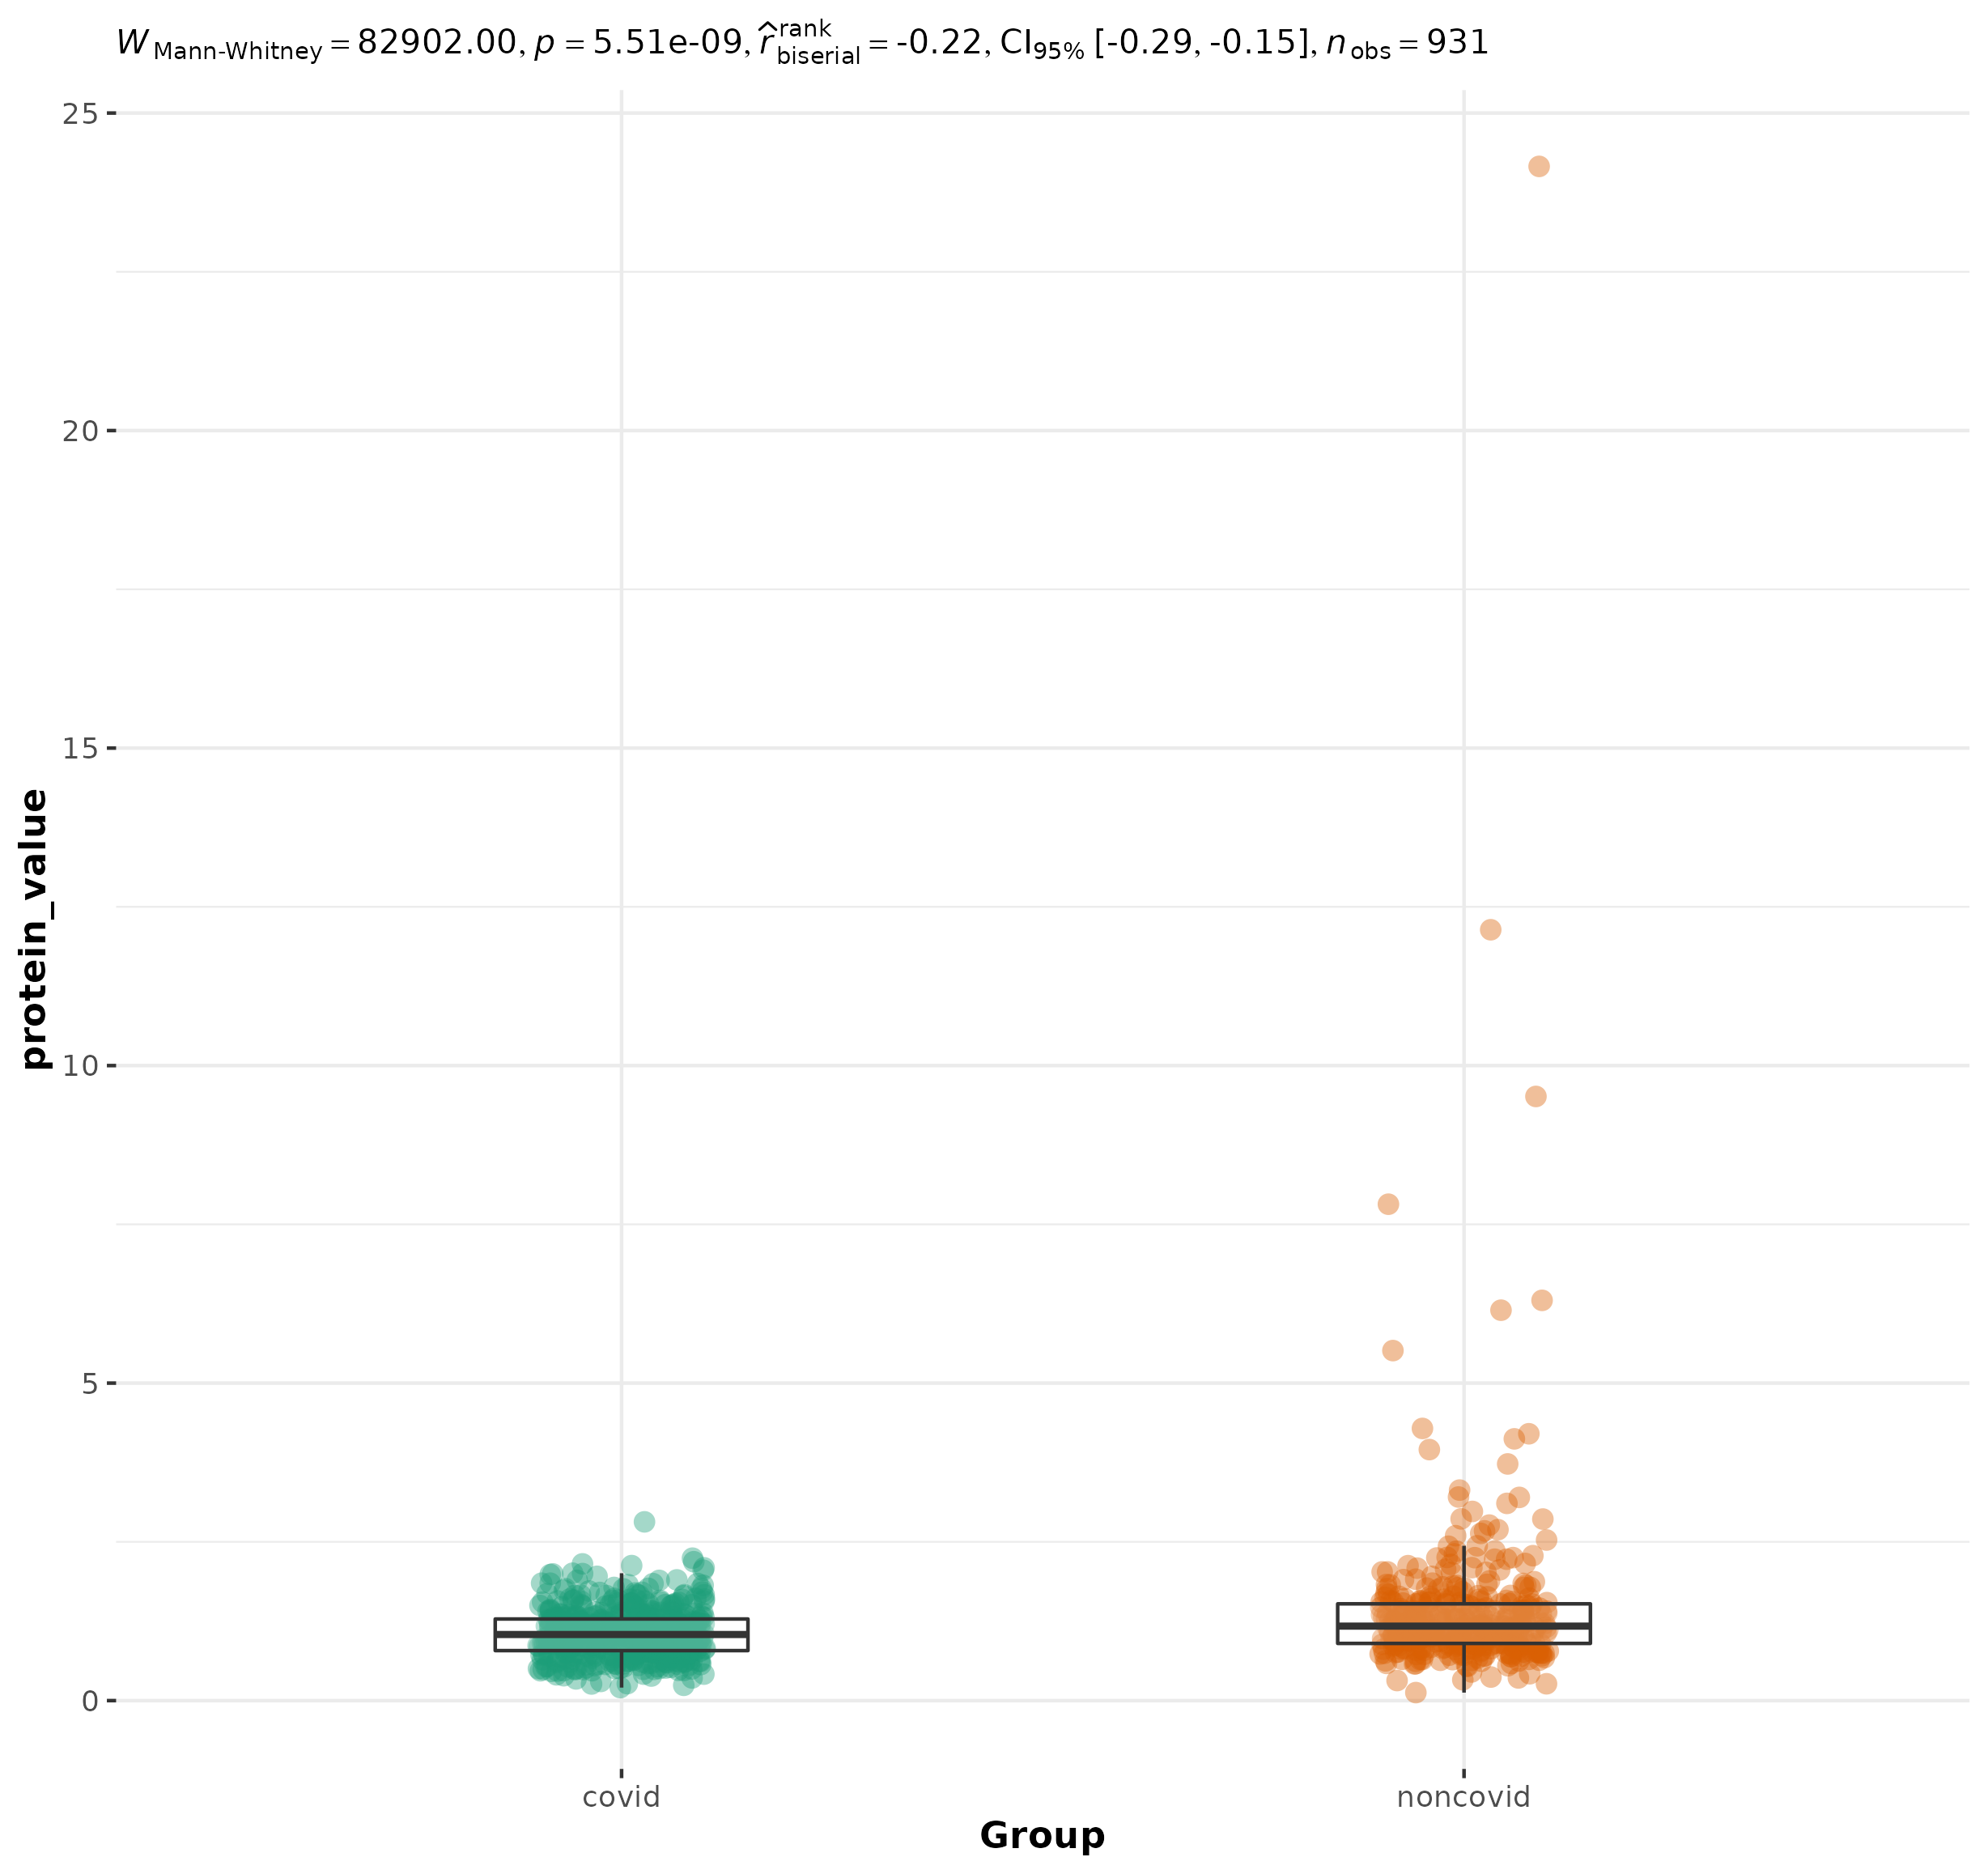 W Mann-Whitney = 82902.00, p = 5.51e-09, r̂ rank biserial = -0.22, CI95% [-0.29, -0.15], n obs = 931
25
20
15
10
5
0
protein_value
covid noncovid
Group